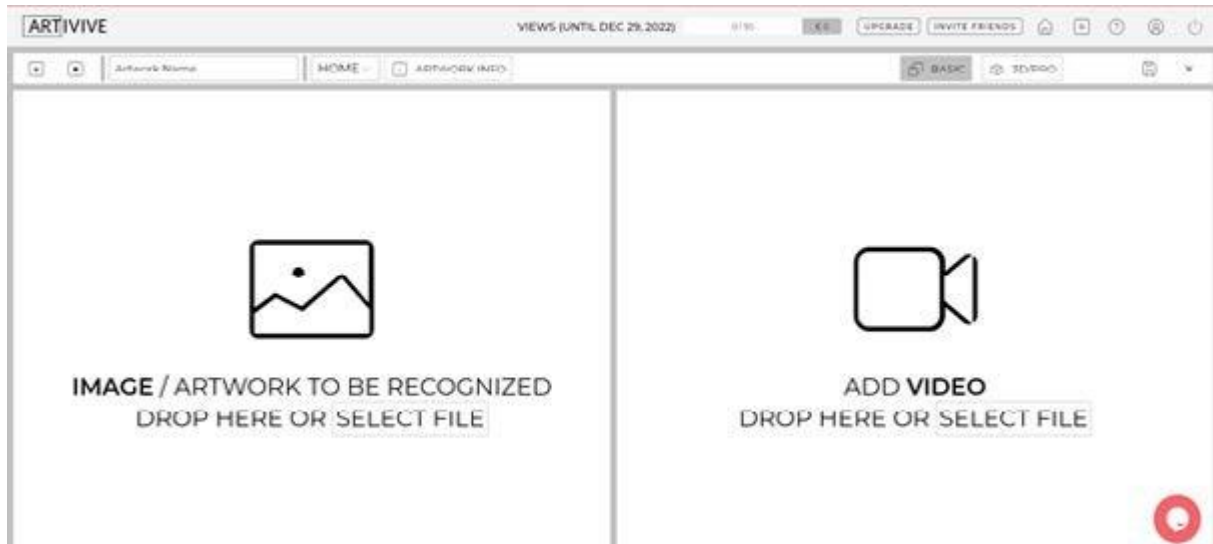 ARTIVIVE
VIEWS (UNTIL DEC 29, 2022)
UPGRADE
INVITE FRIENDS
Artwork Name
HOME
ARTWORK INFO
BASIC
3D/PRO
IMAGE / ARTWORK TO BE RECOGNIZED
DROP HERE OR SELECT FILE
ADD VIDEO
DROP HERE OR SELECT FILE